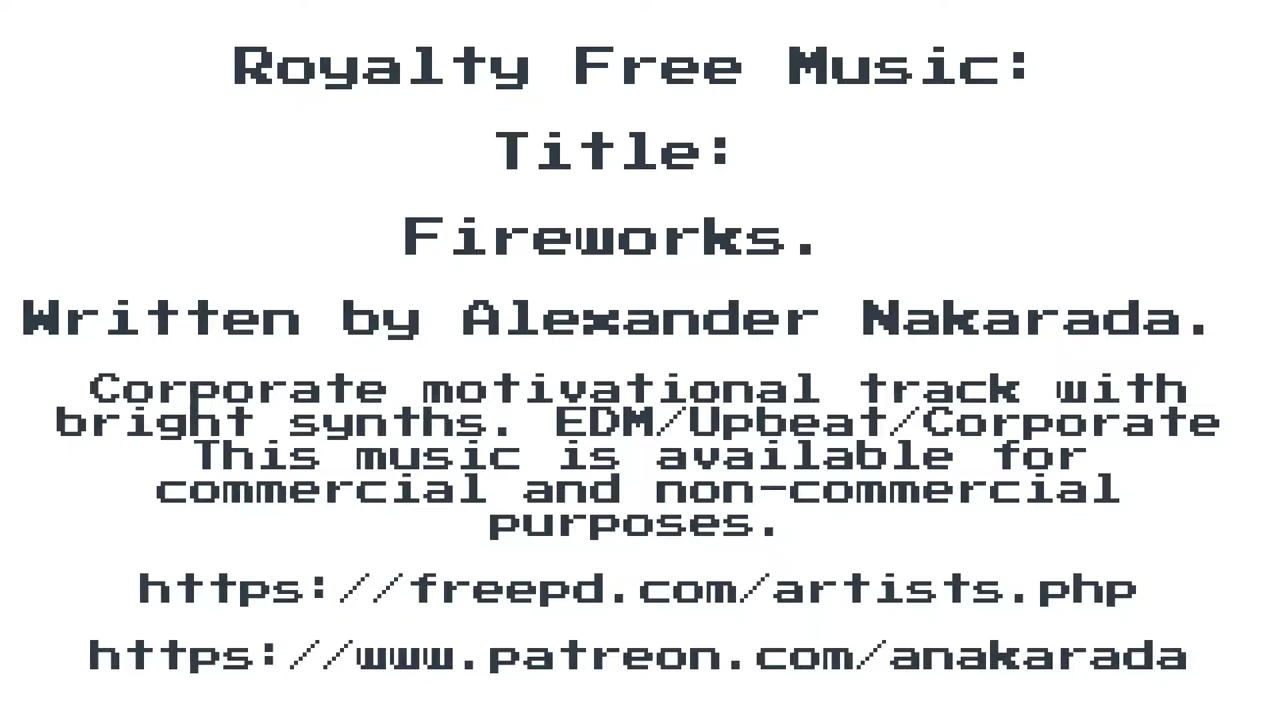 Royalty Free Music:
Title:
Fireworks.
Written by Alexander Nakarada.
Corporate motivational track with
bright synths. EDM/Upbeat/Corporate
This music is available for
commercial and non-commercial
purposes.
https://freepd.com/artists.php
https://www.patreon.com/anakarada